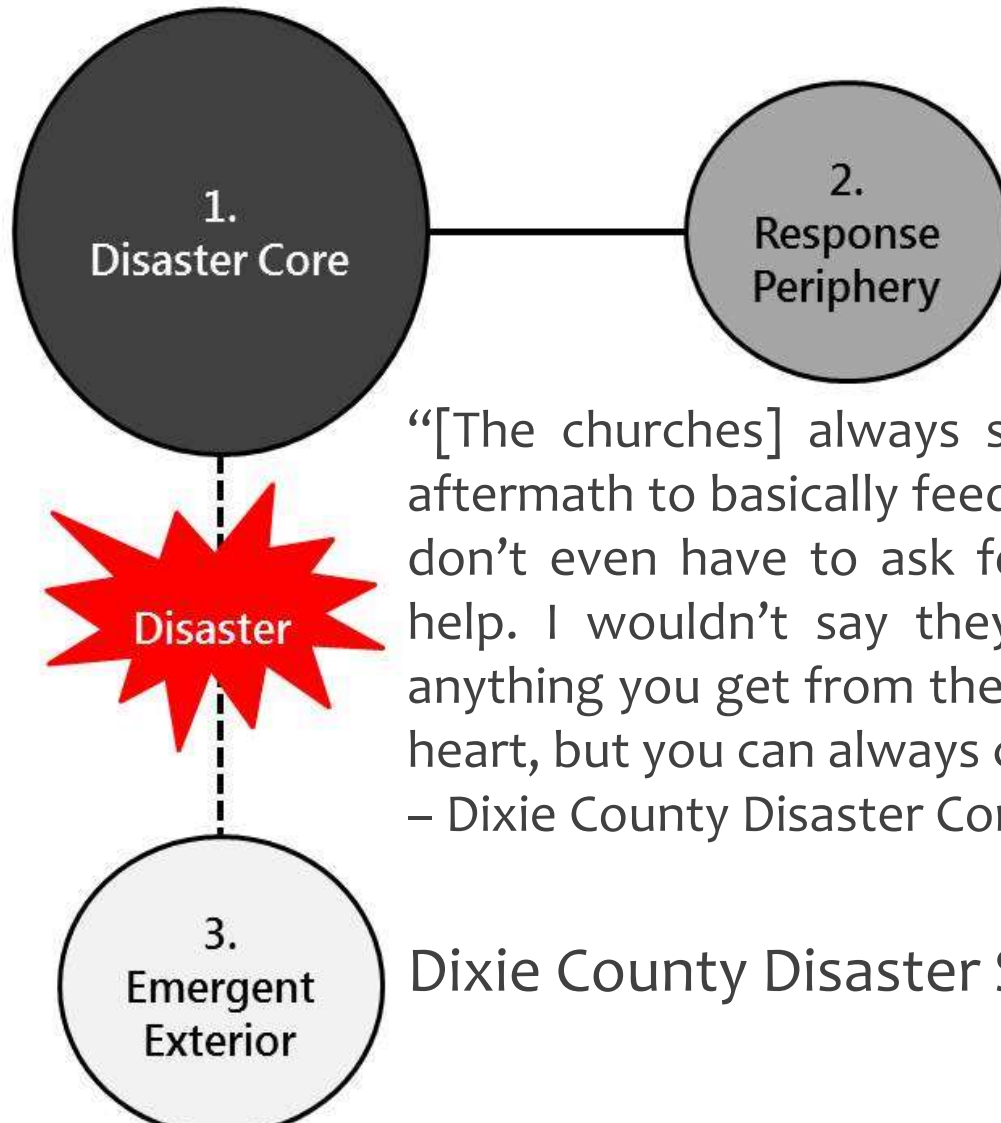 1.
Disaster Core
2.
Response
Periphery
“[The churches] always
aftermath to basically feed
don’t even have to ask
help. I wouldn’t say they
anything you get from the
heart, but you can always
– Dixie County Disaster
Disaster
3.
Emergent
Exterior
Dixie County Disaster